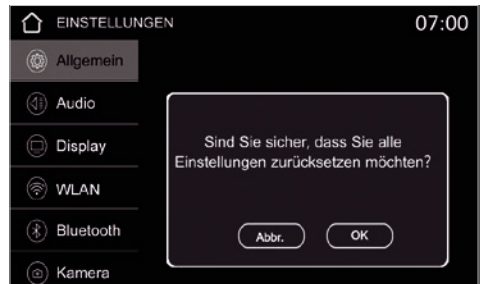 EINSTELLUNGEN 07:00
Allgemein
Audio
Display
WLAN
Bluetooth
Kamera
Sind Sie sicher, dass Sie alle
Einstellungen zurücksetzen möchten?
Abbr. OK